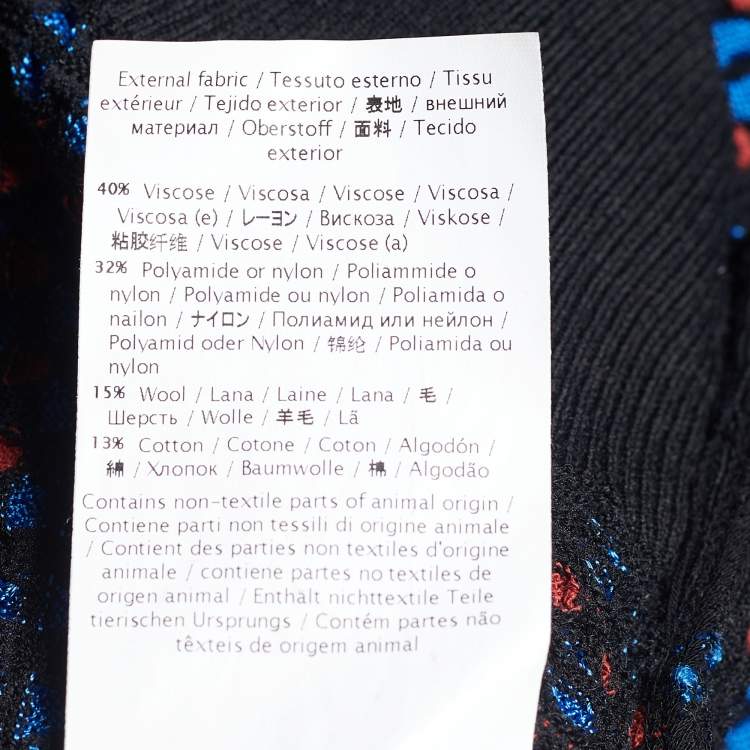 External fabric / Tessuto esterno / Tissu
extérieur / Tejido exterior / 表地 / внешний
материал / Oberstoff / 面料 / Tecido
exterior
40% Viscose / Viscosa / Viscose / Viscosa /
Viscosa (e) / レーヨン / Вискоза / Viskose /
粘胶纤维 / Viscose / Viscose (a)
32% Polyamide or nylon / Poliammide o
nylon / Polyamide ou nylon / Poliamida o
nailon / ナイロン / Полиамид или нейлон /
Polyamid oder Nylon / 锦纶 / Poliamida ou
nylon
15% Wool / Lana / Laine / Lana / 毛 /
Шерсть / Wolle / 羊毛 / Lã
13% Cotton / Cotone / Coton / Algodón /
綿 / Хлопок / Baumwolle / 棉 / Algodão
Contains non-textile parts of animal origin /
Contiene parti non tessili di origine animale
/ Contient des parties non textiles d'origine
animale / contiene partes no textiles de
origen animal / Enthält nichttextile Teile
tierischen Ursprungs / Contém partes não
têxteis de origem animal